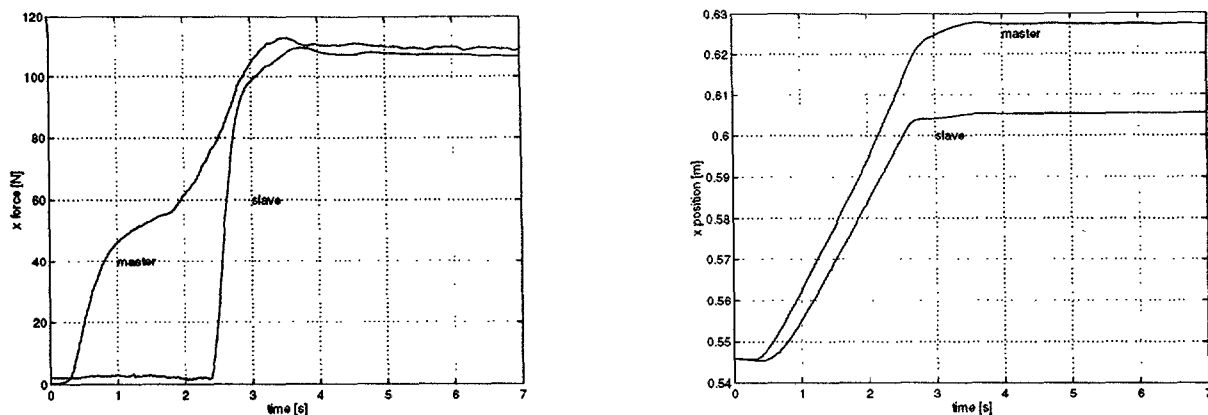 120
100
80
60
40
20
0
x force [N]
master
slave
0 1 2 3 4 5 6 7
time [s]
0.63
0.62
0.61
0.6
0.59
0.58
0.57
0.56
0.55
0.54
x position [m]
master
slave
0 1 2 3 4 5 6 7
time [s]